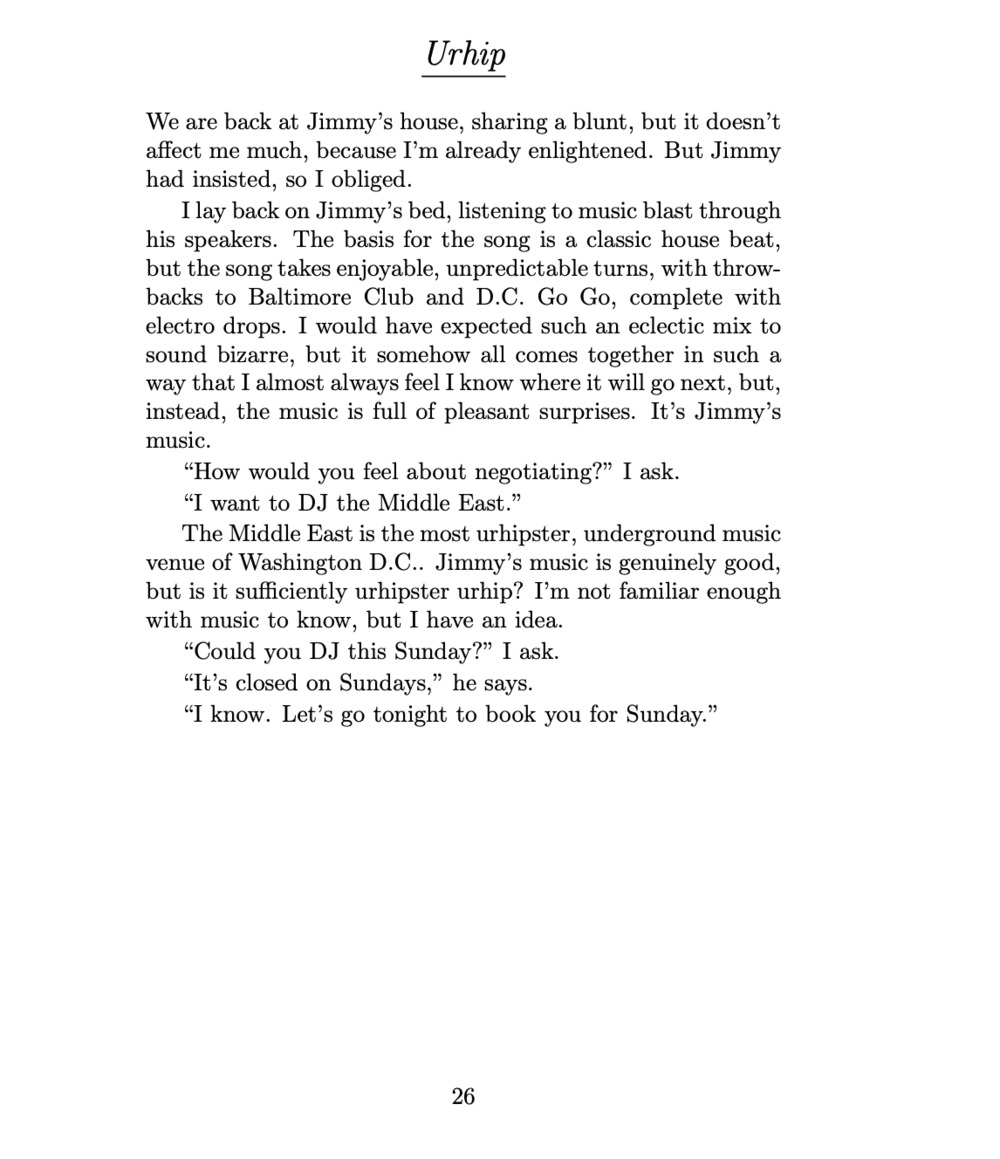 Urhip
We are back at Jimmy’s house, sharing a blunt, but it doesn’t
affect me much, because I’m already enlightened. But Jimmy
had insisted, so I obliged.
I lay back on Jimmy’s bed, listening to music blast through
his speakers. The basis for the song is a classic house beat,
but the song takes enjoyable, unpredictable turns, with throw-
backs to Baltimore Club and D.C. Go Go, complete with
electro drops. I would have expected such an eclectic mix to
sound bizarre, but it somehow all comes together in such a
way that I almost always feel I know where it will go next, but,
instead, the music is full of pleasant surprises. It’s Jimmy’s
music.
“How would you feel about negotiating?” I ask.
“I want to DJ the Middle East.”
The Middle East is the most urhipster, underground music
venue of Washington D.C.. Jimmy’s music is genuinely good,
but is it sufficiently urhipster urhip? I’m not familiar enough
with music to know, but I have an idea.
“Could you DJ this Sunday?” I ask.
“It’s closed on Sundays,” he says.
“I know. Let’s go tonight to book you for Sunday.”
26